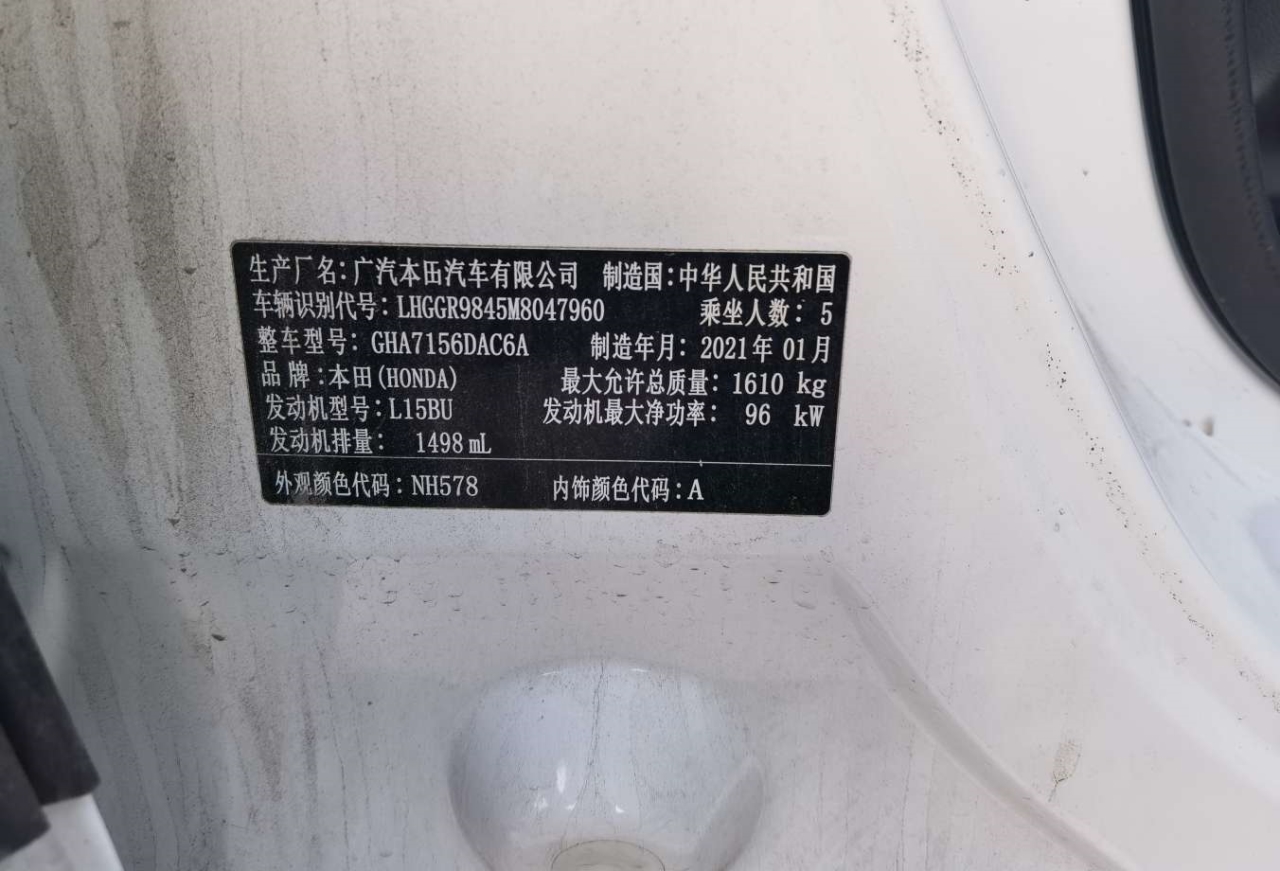 生产厂名：广汽本田汽车有限公司 制造国：中华人民共和国
车辆识别代号：LHGGR9845M8047960 乘坐人数：5
整车型号：GHA7156DAC6A 制造年月：2021年01月
品牌：本田(HONDA) 最大允许总质量：1610 kg
发动机型号：L15BU 发动机最大净功率：96 kW
发动机排量：1498 mL
外观颜色代码：NH578 内饰颜色代码：A